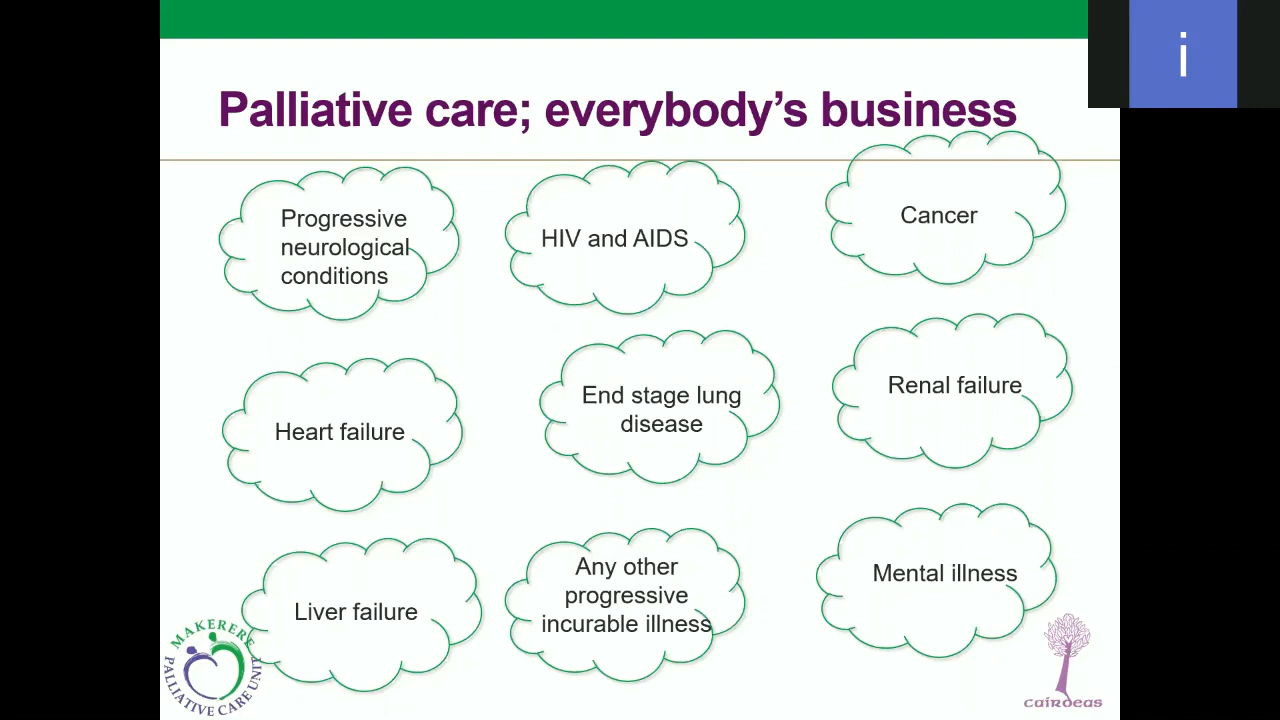 i
Palliative care; everybody’s business
Progressive
neurological
conditions
HIV and AIDS
Cancer
Heart failure
End stage lung
disease
Renal failure
Liver failure
Any other
progressive
incurable illness
Mental illness
MAKERERE
PALLIATIVE CARE UNIT
cairdeas